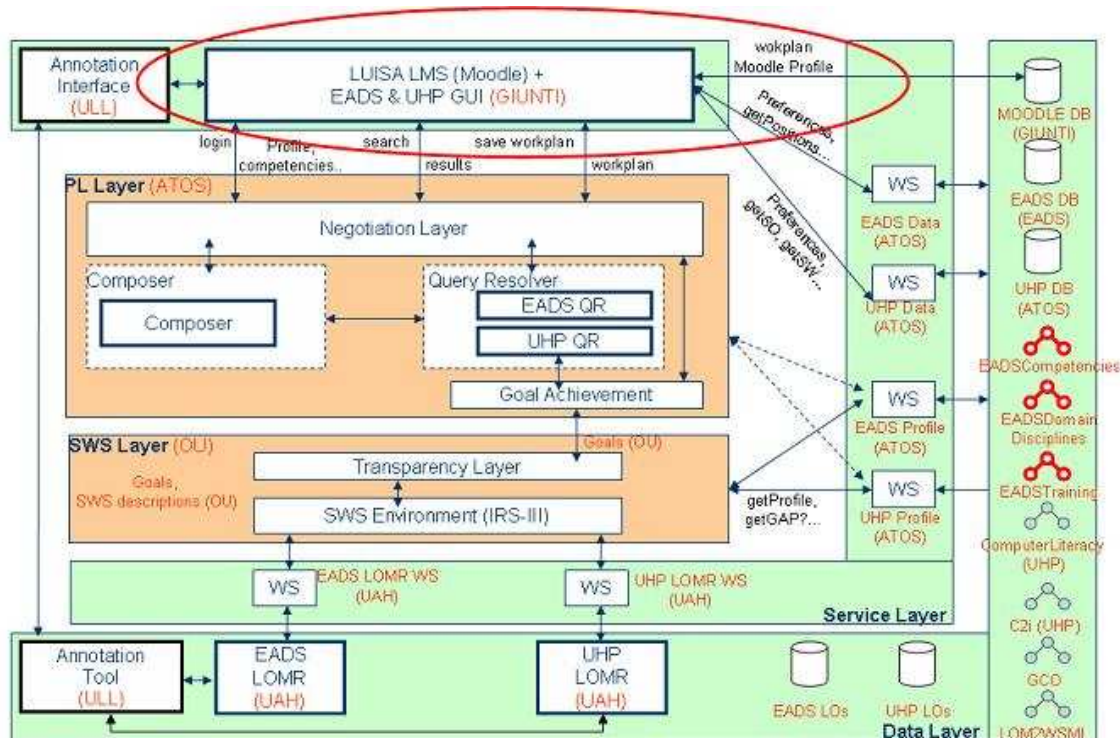 Annotation
Interface
(ULL)
LUISA LMS (Moodle) +
EADS & UHP GUI (GIUNTI)
wokplan
Moodle Profile
Preferences,
getPositions...
MOODLE DB
(GIUNTI)
login
Profile,
competencies..
search
results
save workplan
workplan
PL Layer (ATOS)
Negotiation Layer
Preferences,
getSO, getSW...
WS
EADS Data
(ATOS)
EADS DB
(EADS)
Composer
Composer
Query Resolver
EADS QR
UHP QR
Goal Achievement
WS
UHP Data
(ATOS)
UHP DB
(ATOS)
EADSCompetencies
WS
EADS Profile
(ATOS)
EADSDomain
Disciplines
SWS Layer (OU)
Goals (OU)
Goals,
SWS descriptions (OU)
Transparency Layer
SWS Environment (IRS-III)
getProfile,
getGAP?...
WS
UHP Profile
(ATOS)
EADSTraining
ComputerLiteracy
(UHP)
WS
EADS LOMR WS
(UAH)
WS
UHP LOMR WS
(UAH)
Service Layer
C2i (UHP)
Annotation
Tool
(ULL)
EADS
LOMR
(UAH)
UHP
LOMR
(UAH)
EADS LOs
UHP LOs
Data Layer
GCO
LOM2WSML